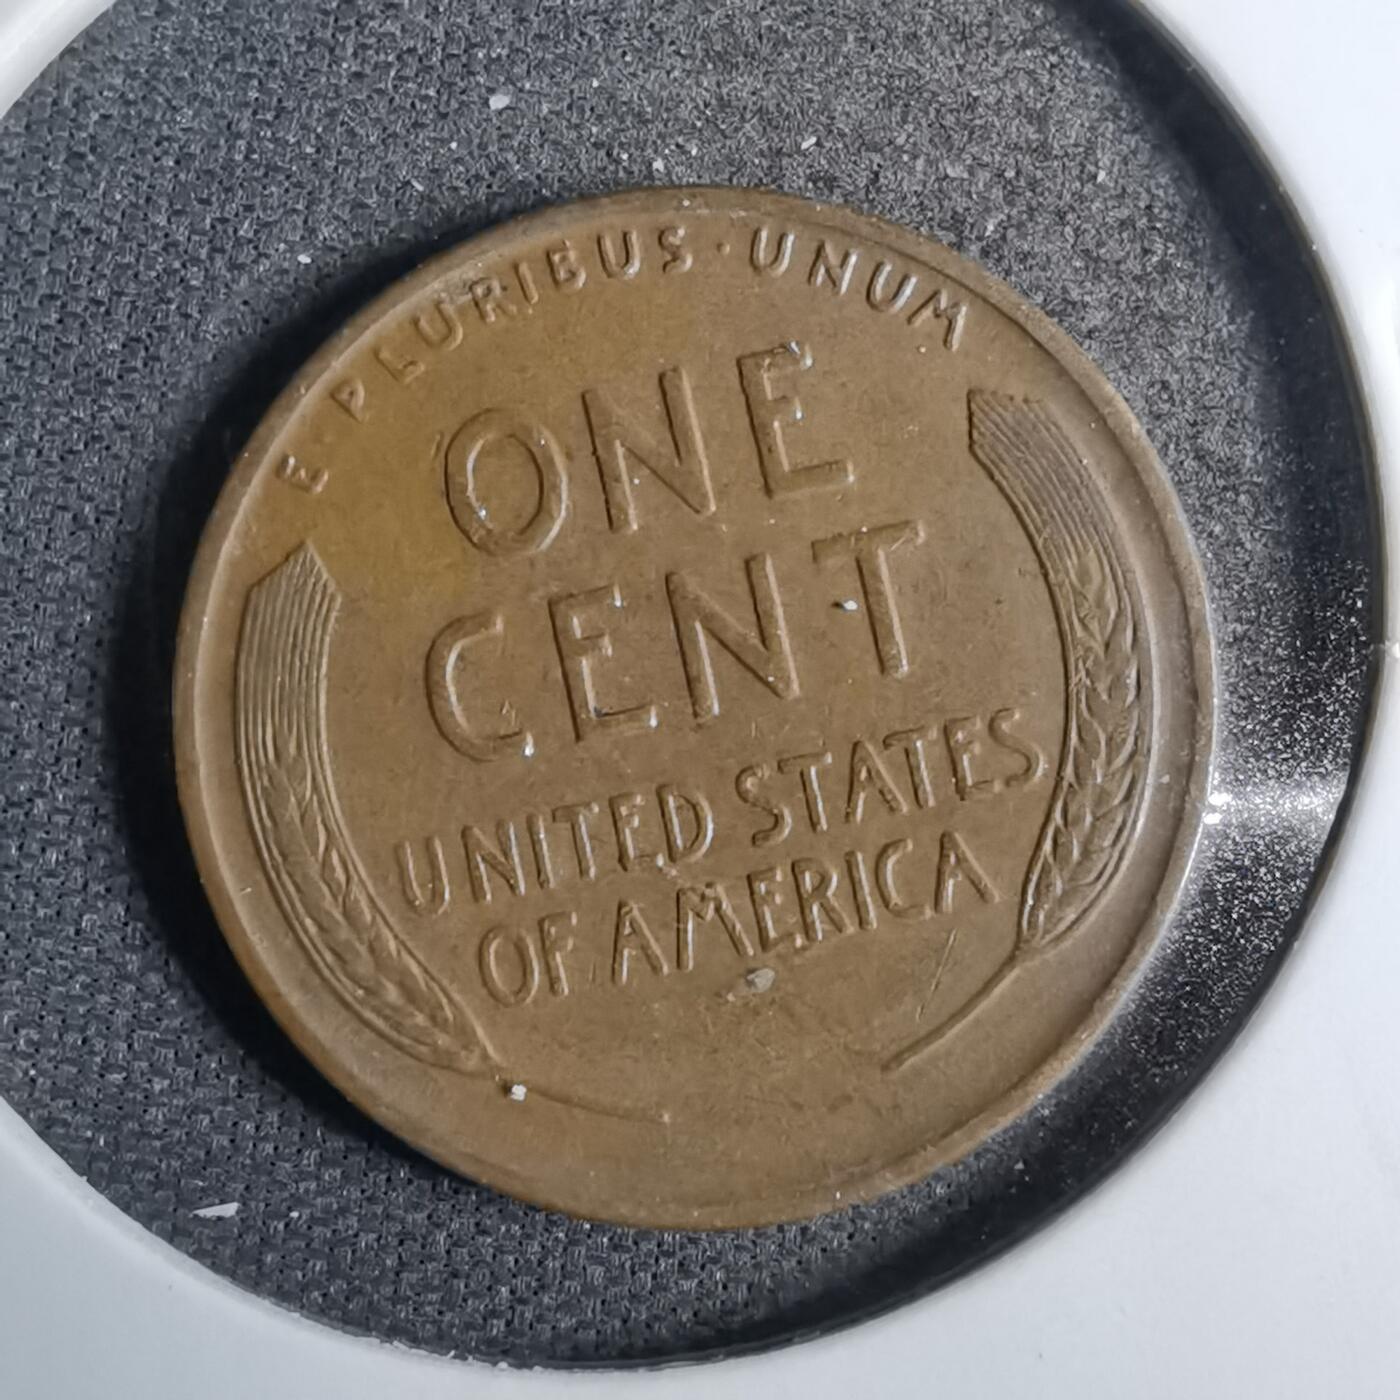 E · PLURIBUS · UNUM
ONE
CENT
UNITED STATES
OF AMERICA